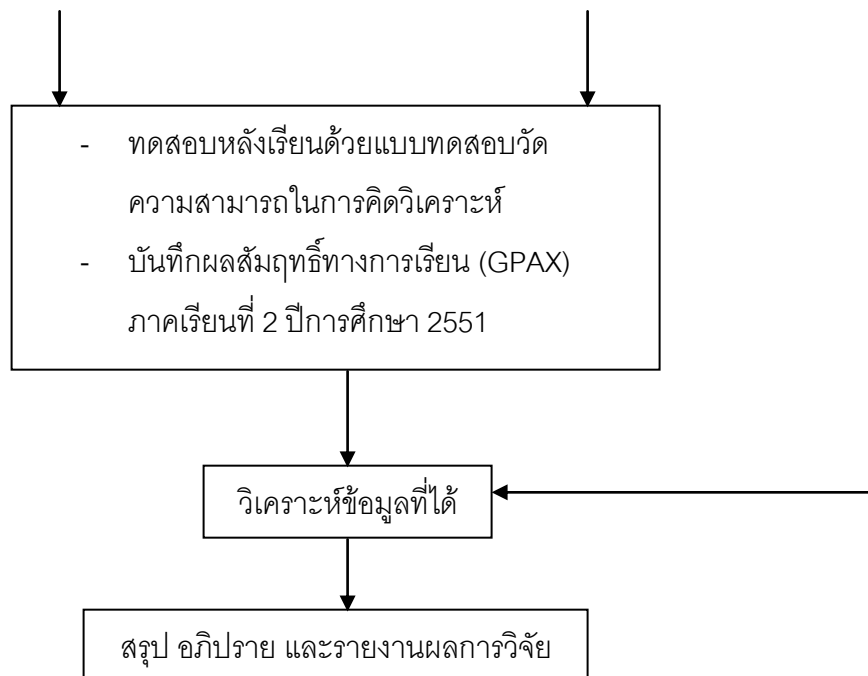 - ทดสอบหลังเรียนด้วยแบบทดสอบวัด
ความสามารถในการคิดวิเคราะห์
- บันทึกผลสัมฤทธิ์ทางการเรียน (GPAX)
ภาคเรียนที่ 2 ปีการศึกษา 2551
วิเคราะห์ข้อมูลที่ได้
สรุป อภิปราย และรายงานผลการวิจัย